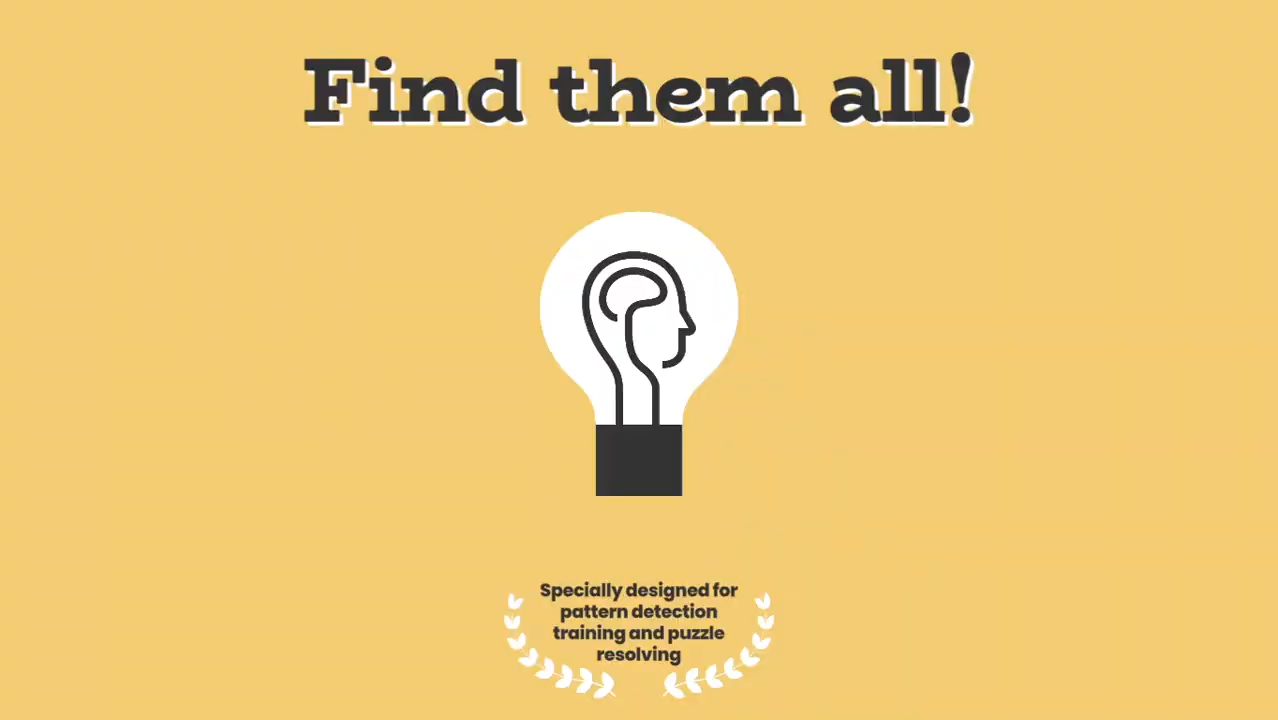 Find them all!
Specially designed for
pattern detection
training and puzzle
resolving